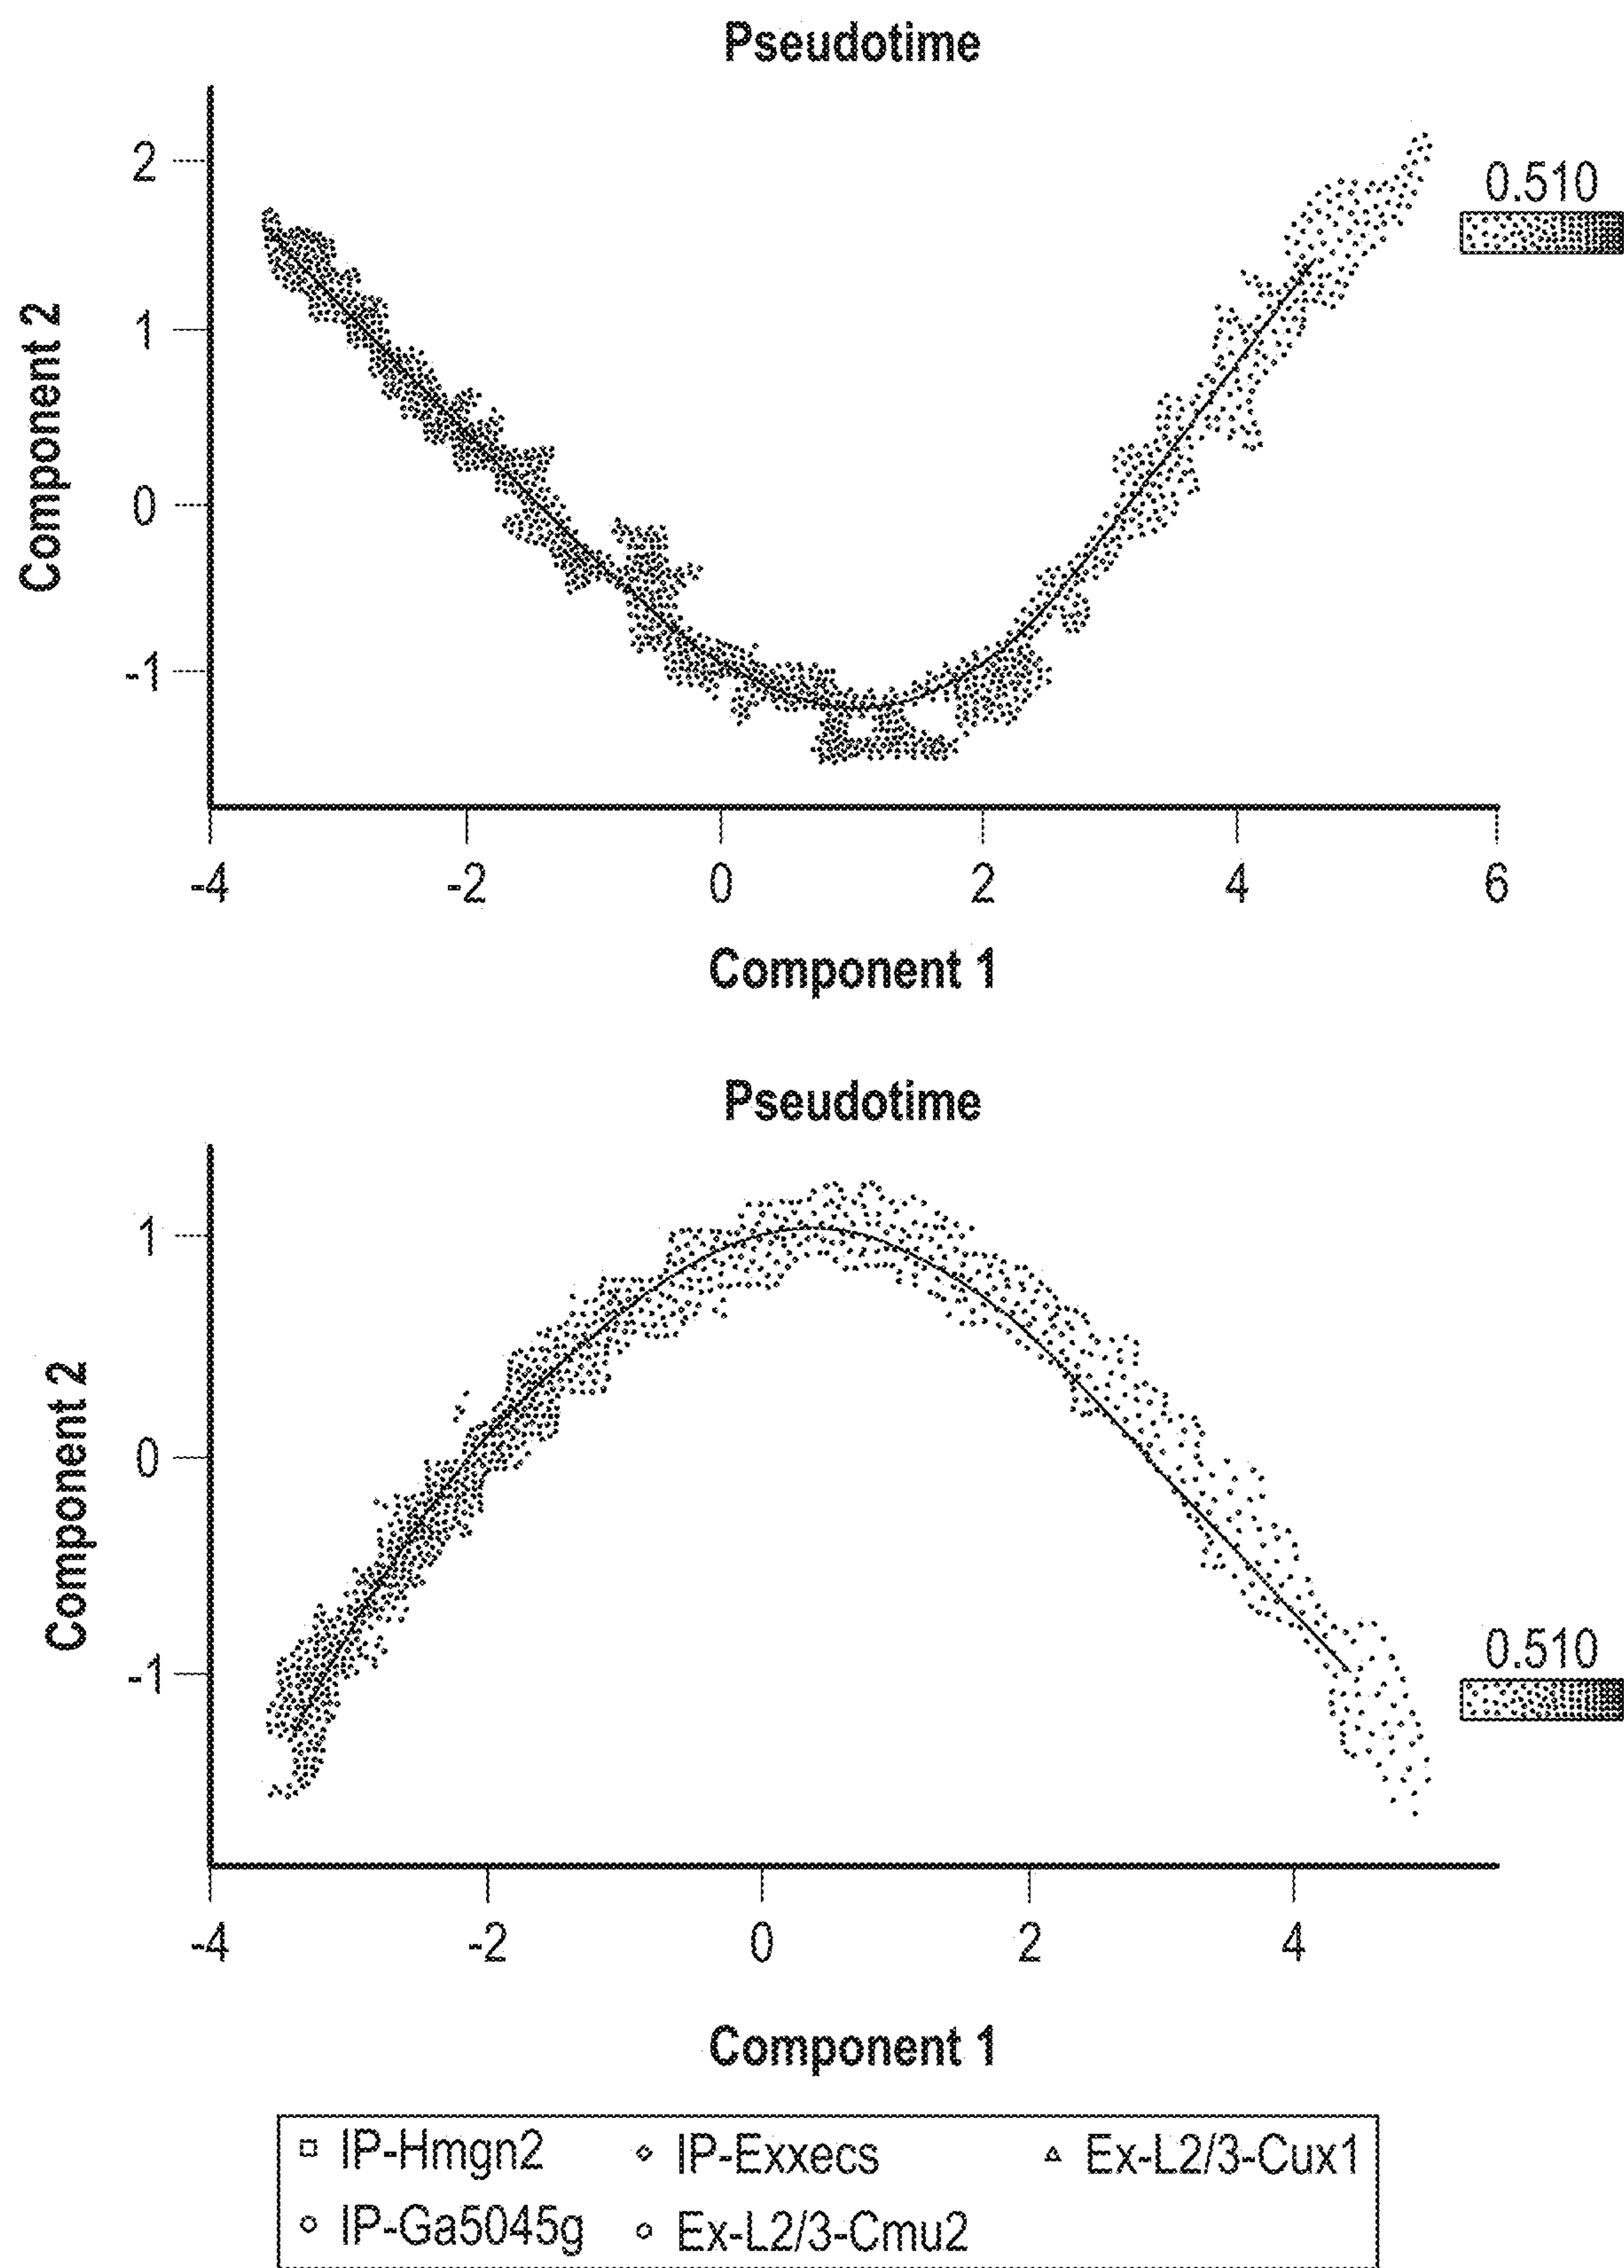 Pseudotime
2
1
0
-1
Component 2
0.510
-4 -2 0 2 4 6
Component 1
Pseudotime
1
0
-1
Component 2
0.510
-4 -2 0 2 4
Component 1
IP-Hmgn2 IP-Exxecs Ex-L2/3-Cux1
IP-Ga5045g Ex-L2/3-Cmu2